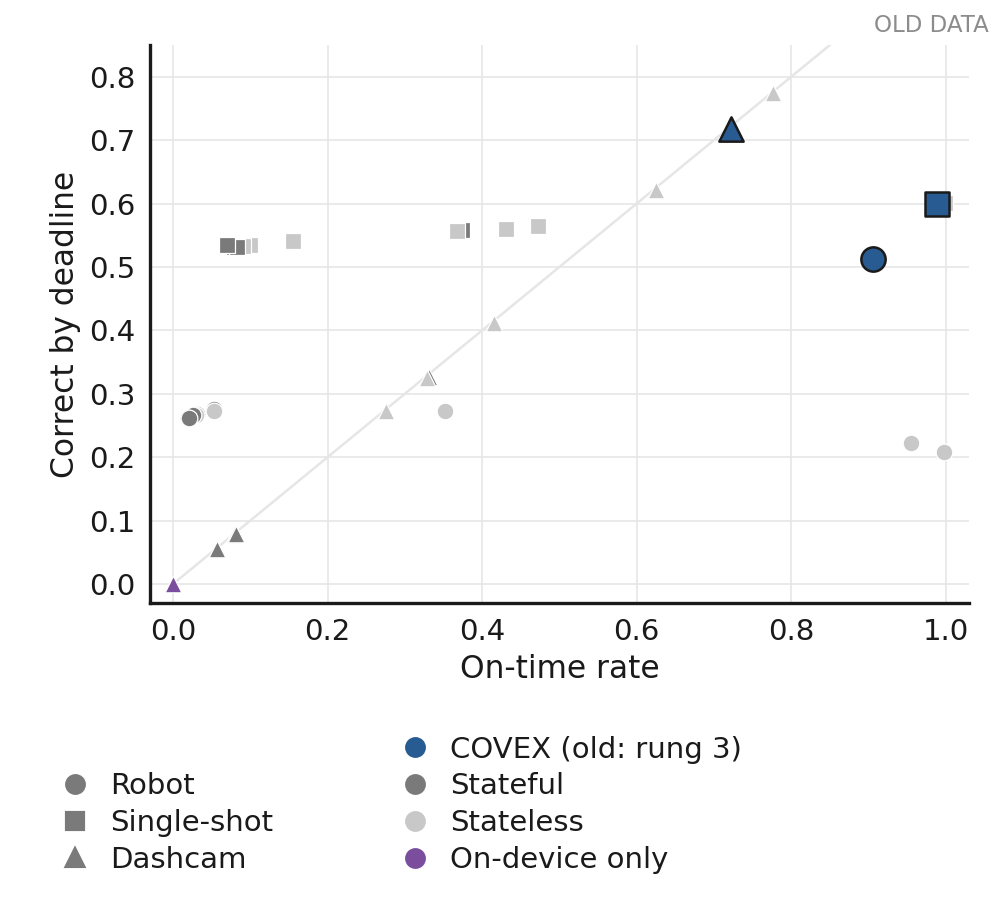 OLD DATA
0.8
0.7
0.6
0.5
0.4
0.3
0.2
0.1
0.0
Correct by deadline
0.0 0.2 0.4 0.6 0.8 1.0
On-time rate
Robot
Single-shot
Dashcam
COVEX (old: rung 3)
Stateful
Stateless
On-device only